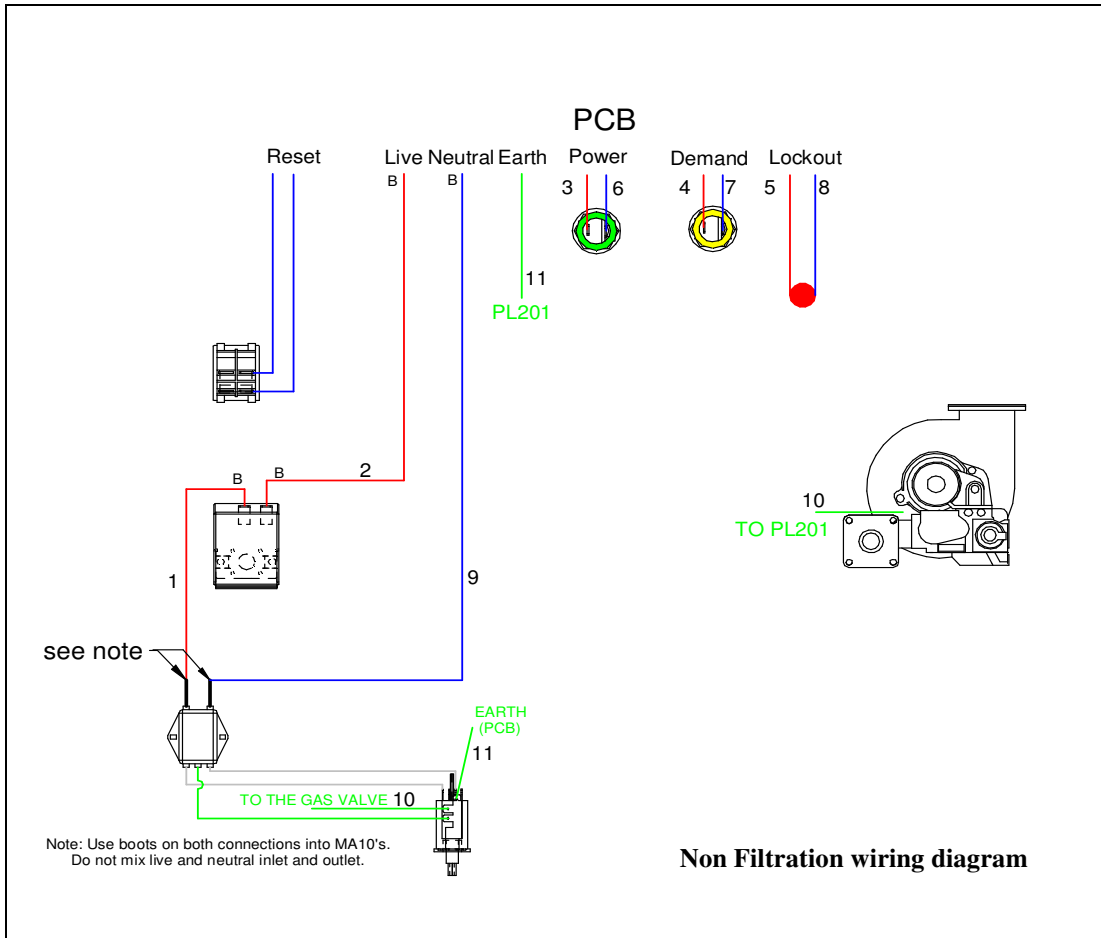 PCB
Reset Live Neutral Earth Power Demand Lockout
B B 3 6 4 7 5 8
11
PL201
B B 2
10
TO PL201
1 9
see note
EARTH
(PCB)
11
TO THE GAS VALVE 10
Note: Use boots on both connections into MA10's.
Do not mix live and neutral inlet and outlet.
Non Filtration wiring diagram